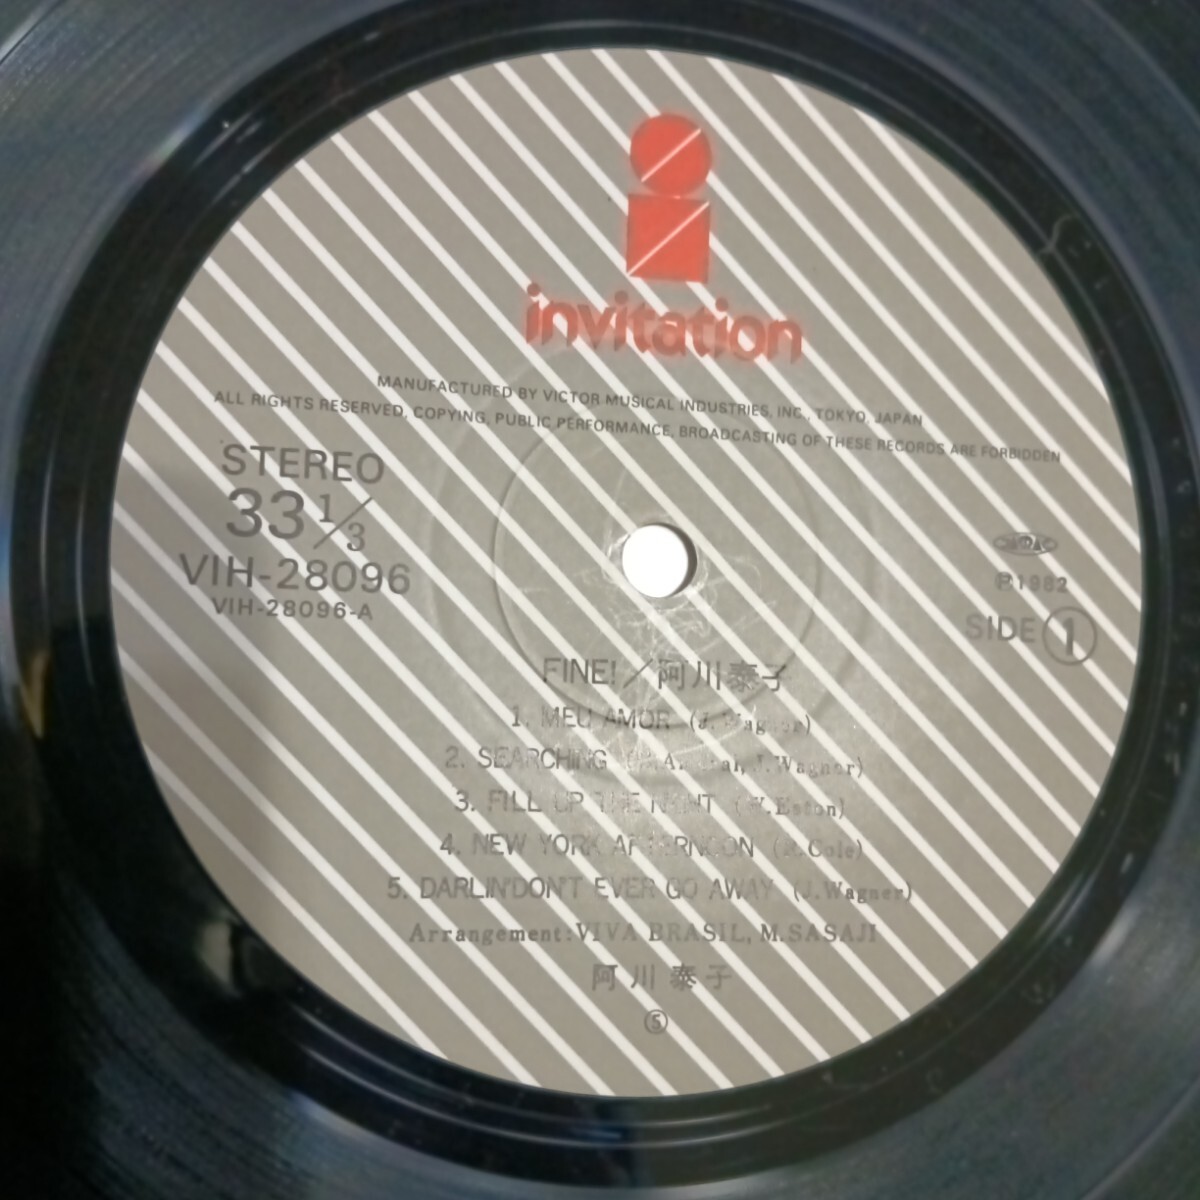 invitation
MANUFACTURED BY VICTOR MUSICAL INDUSTRIES, INC., TOKYO, JAPAN
ALL RIGHTS RESERVED, COPYING, PUBLIC PERFORMANCE, BROADCASTING OF THESE RECORDS ARE FORBIDDEN
STEREO
33 1/3
VIH-28096
VIH-28096-A
℗1982
SIDE 1
FINE!/阿川泰子
1. MEU AMOR (J.Wagner)
2. SEARCHING J.Wagner)
3. FILL UP THE NIGHT
4. NEW YORK AFTERNOON (R.Cole)
5. DARLIN'DON'T EVER GO AWAY (J.Wagner)
Arrangement:VIVA BRASIL, M.SASAJI
阿川泰子
⑤